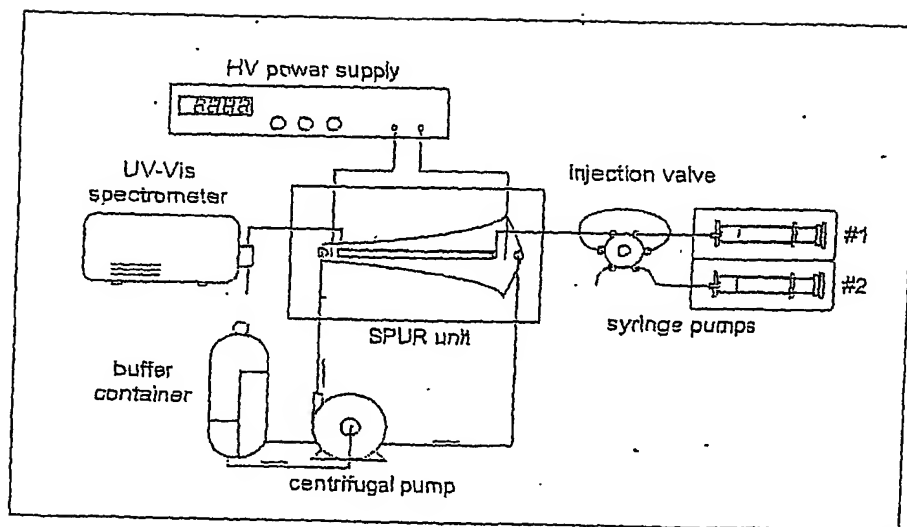 HV power supply
UV-Vis
spectrometer
injection valve
#1
#2
syringe pumps
SPUR unit
buffer
container
centrifugal pump